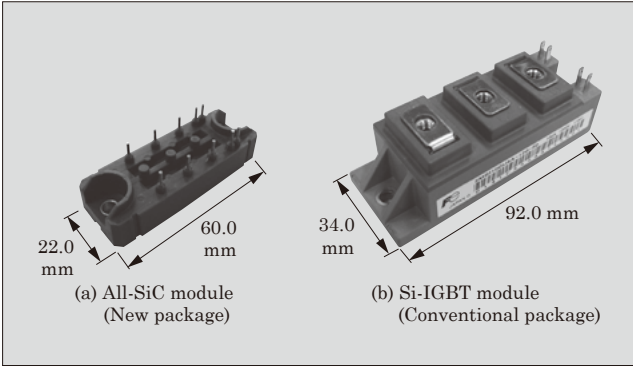 22.0
mm
60.0
mm
(a) All-SiC module
(New package)
34.0
mm
92.0 mm
(b) Si-IGBT module
(Conventional package)